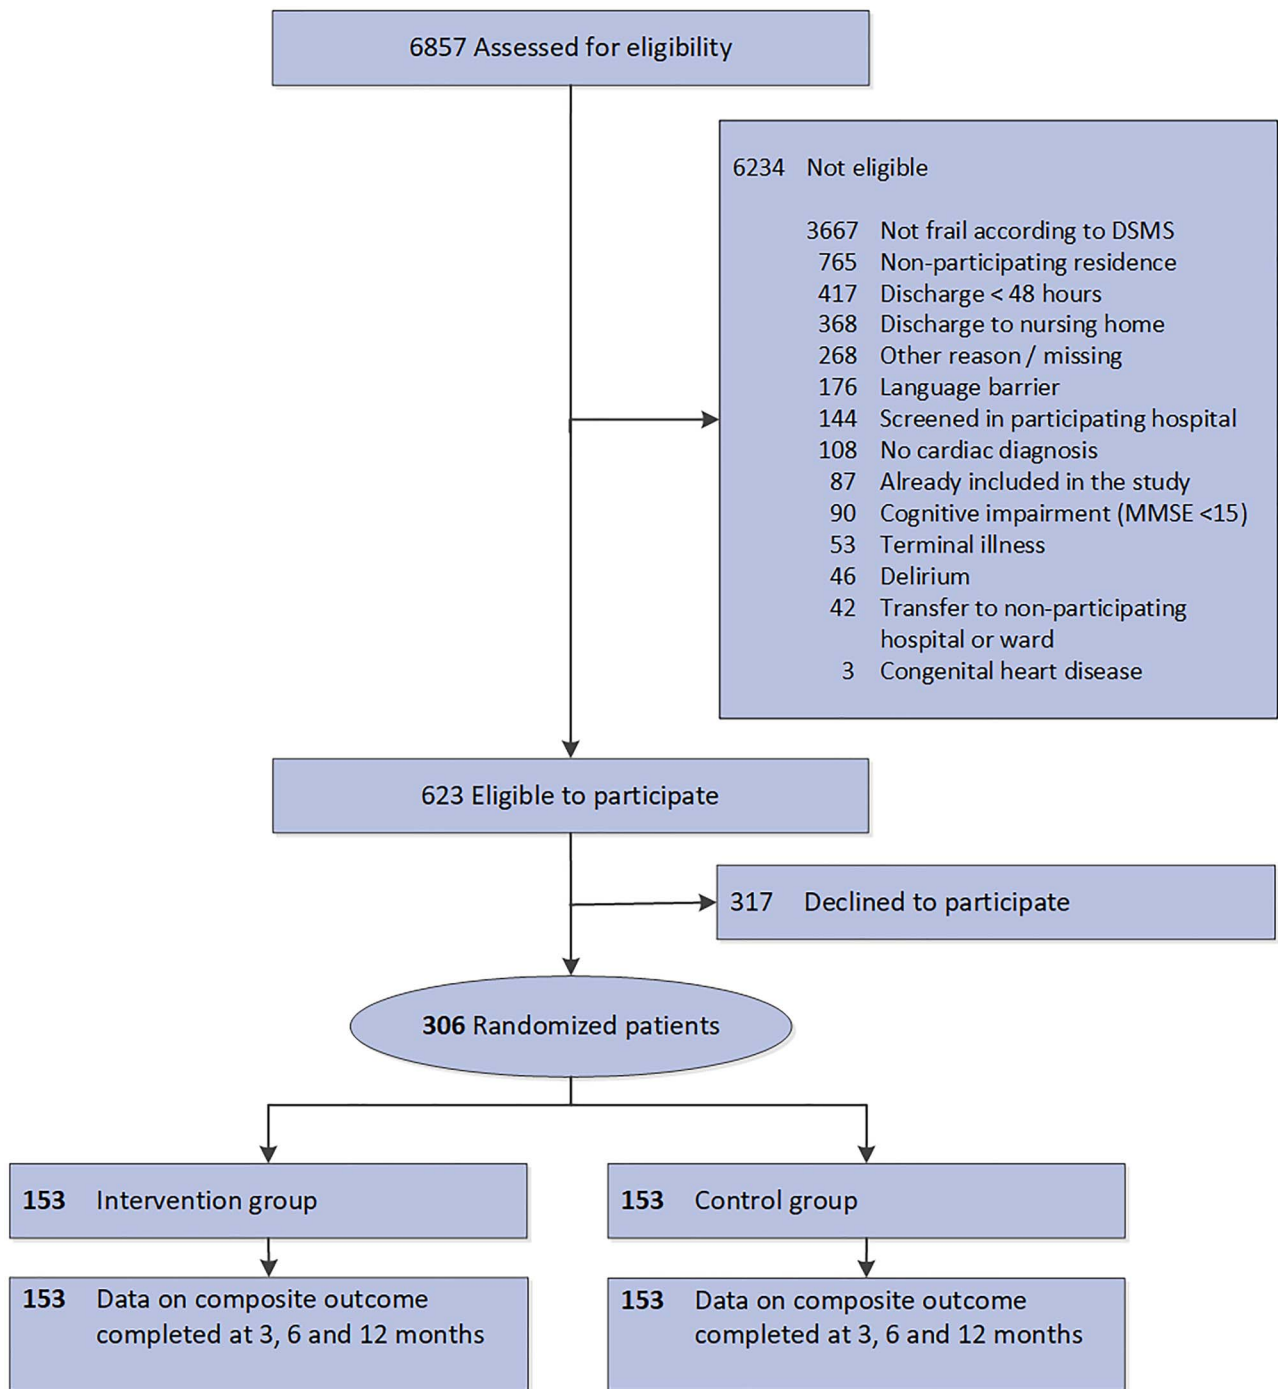 6857 Assessed for eligibility
6234 Not eligible
3667 Not frail according to DSMS
765 Non-participating residence
417 Discharge < 48 hours
368 Discharge to nursing home
268 Other reason / missing
176 Language barrier
144 Screened in participating hospital
108 No cardiac diagnosis
87 Already included in the study
90 Cognitive impairment (MMSE <15)
53 Terminal illness
46 Delirium
42 Transfer to non-participating
hospital or ward
3 Congenital heart disease
623 Eligible to participate
317 Declined to participate
306 Randomized patients
153 Intervention group
153 Control group
153 Data on composite outcome
completed at 3, 6 and 12 months
153 Data on composite outcome
completed at 3, 6 and 12 months